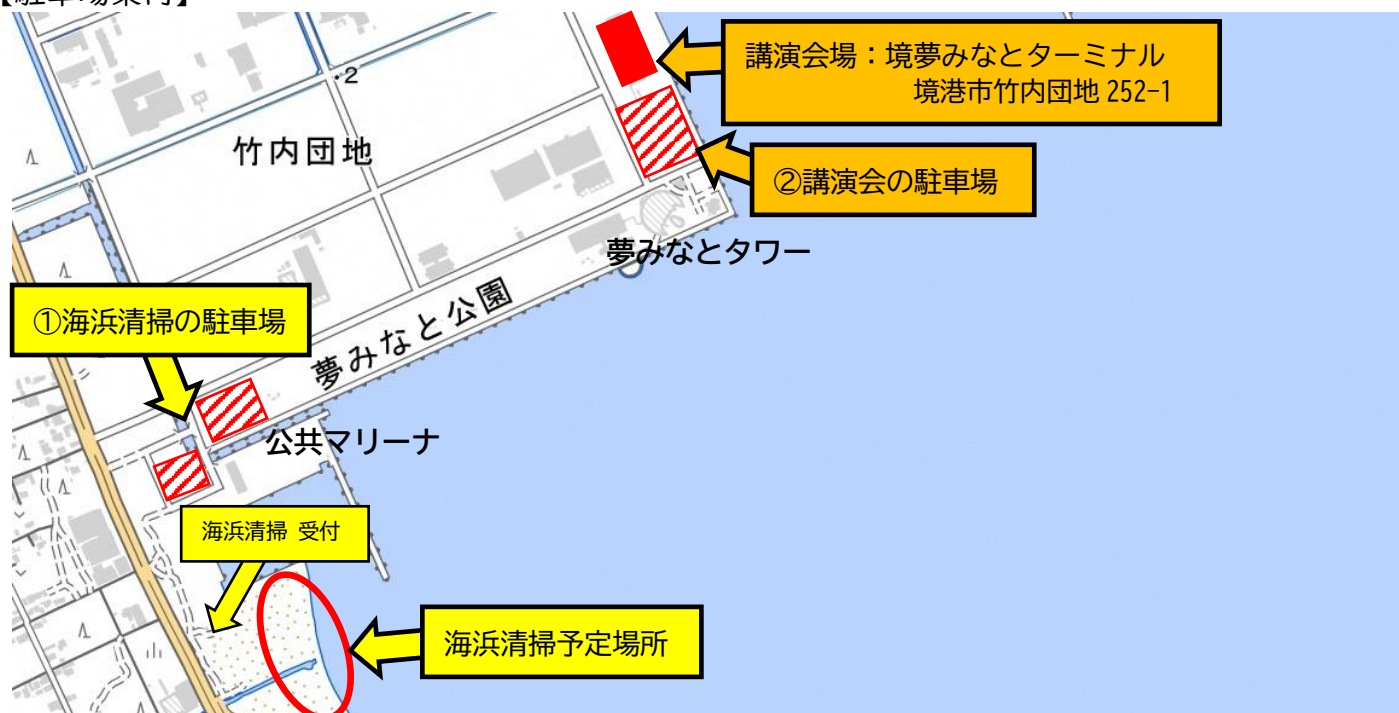 【駐車場案内】
講演会場：境夢みなとターミナル
境港市竹内団地 252-1
2
竹内団地
②講演会の駐車場
夢みなとタワー
①海浜清掃の駐車場
夢みなと公園
公共マリーナ
海浜清掃 受付
海浜清掃予定場所